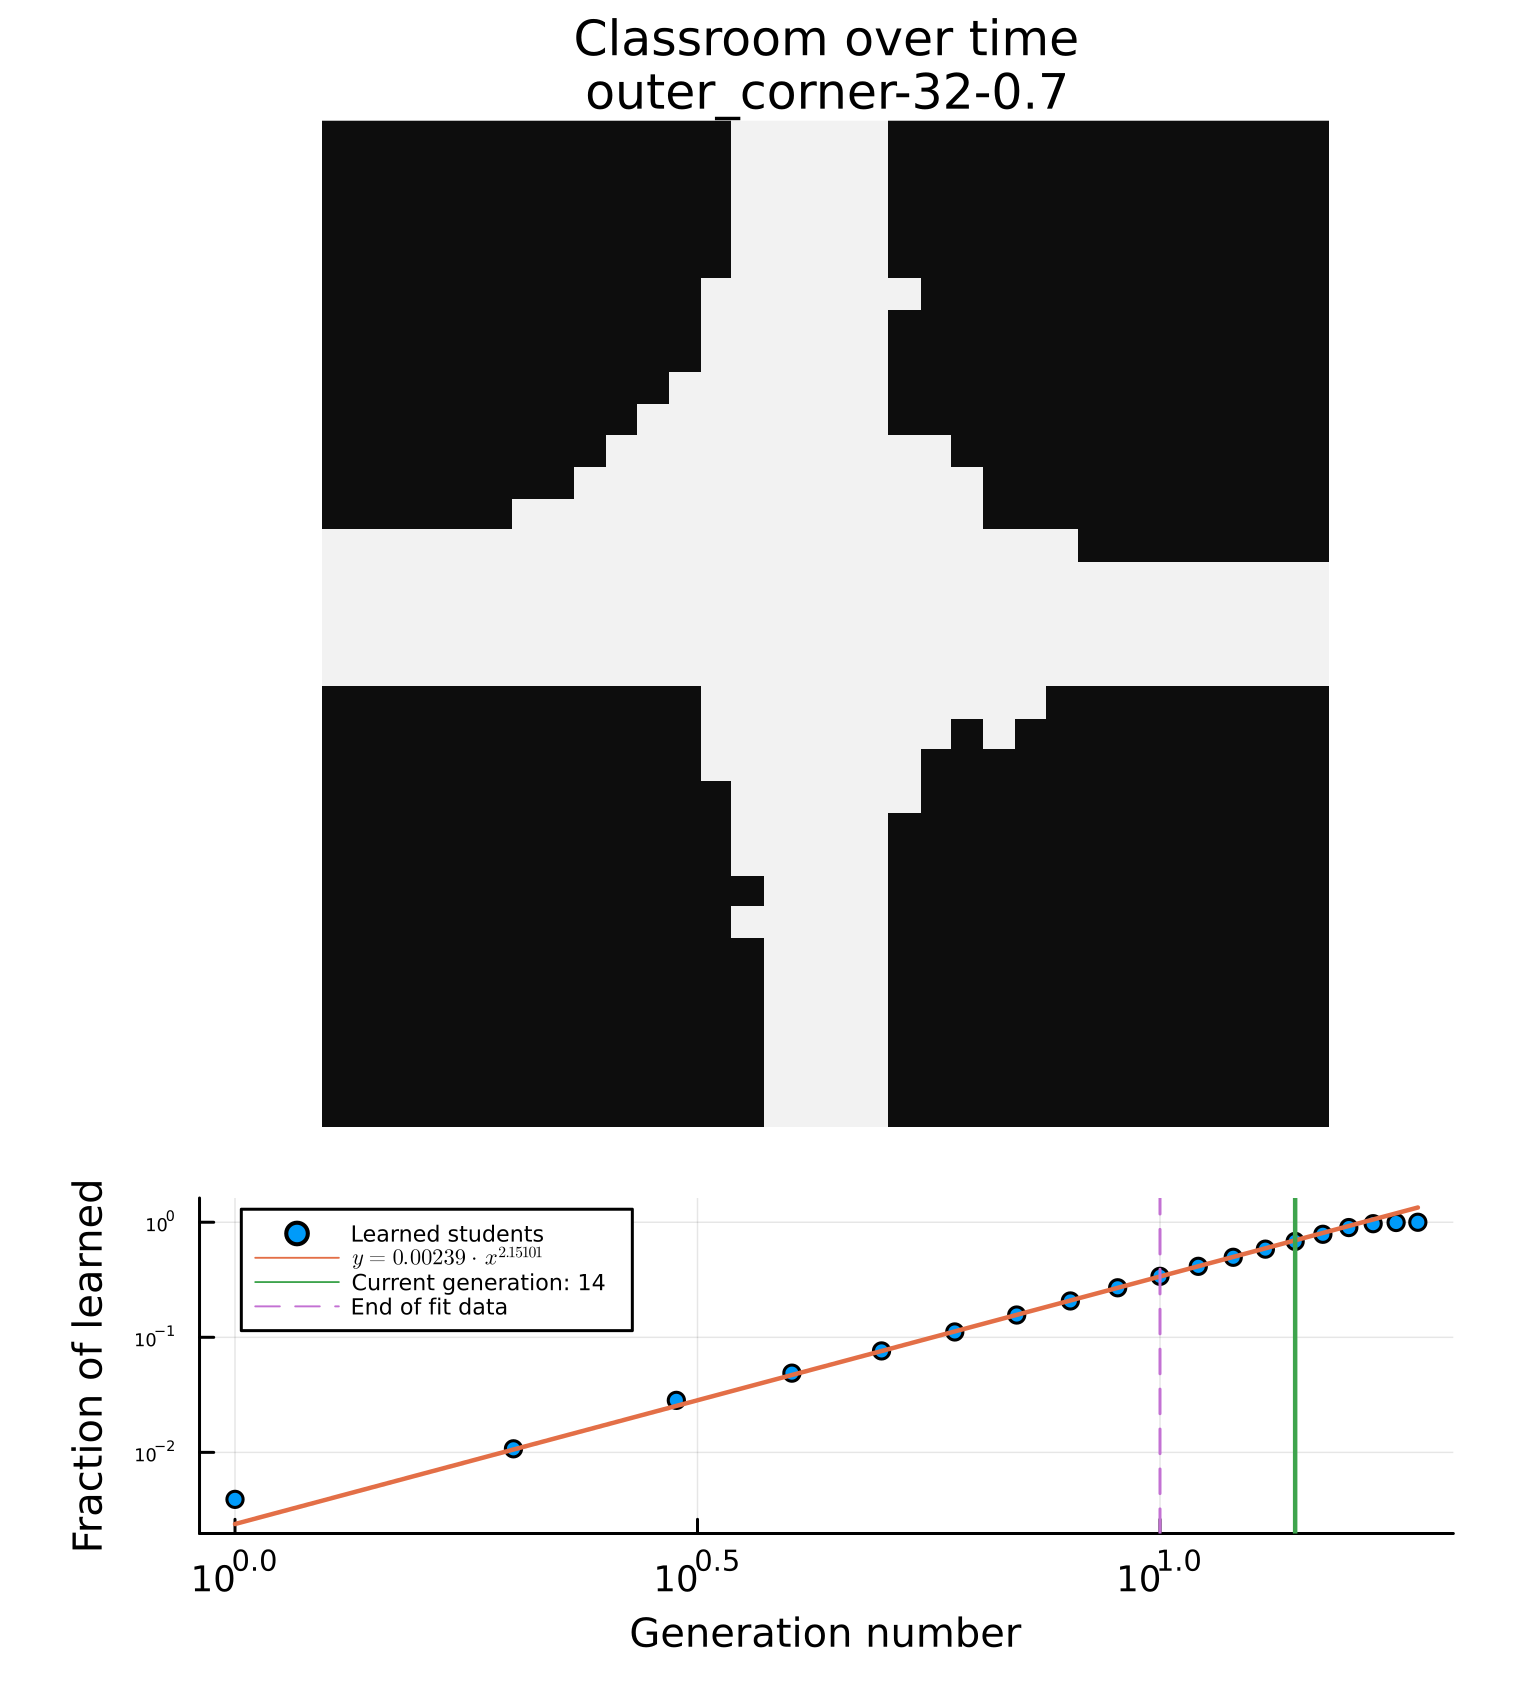 Classroom over time
outer_corner-32-0.7
Fraction of learned
10^0
10^−1
10^−2
Learned students
y = 0.00239 · x^2.15101
Current generation: 14
End of fit data
10^0.0 10^0.5 10^1.0
Generation number